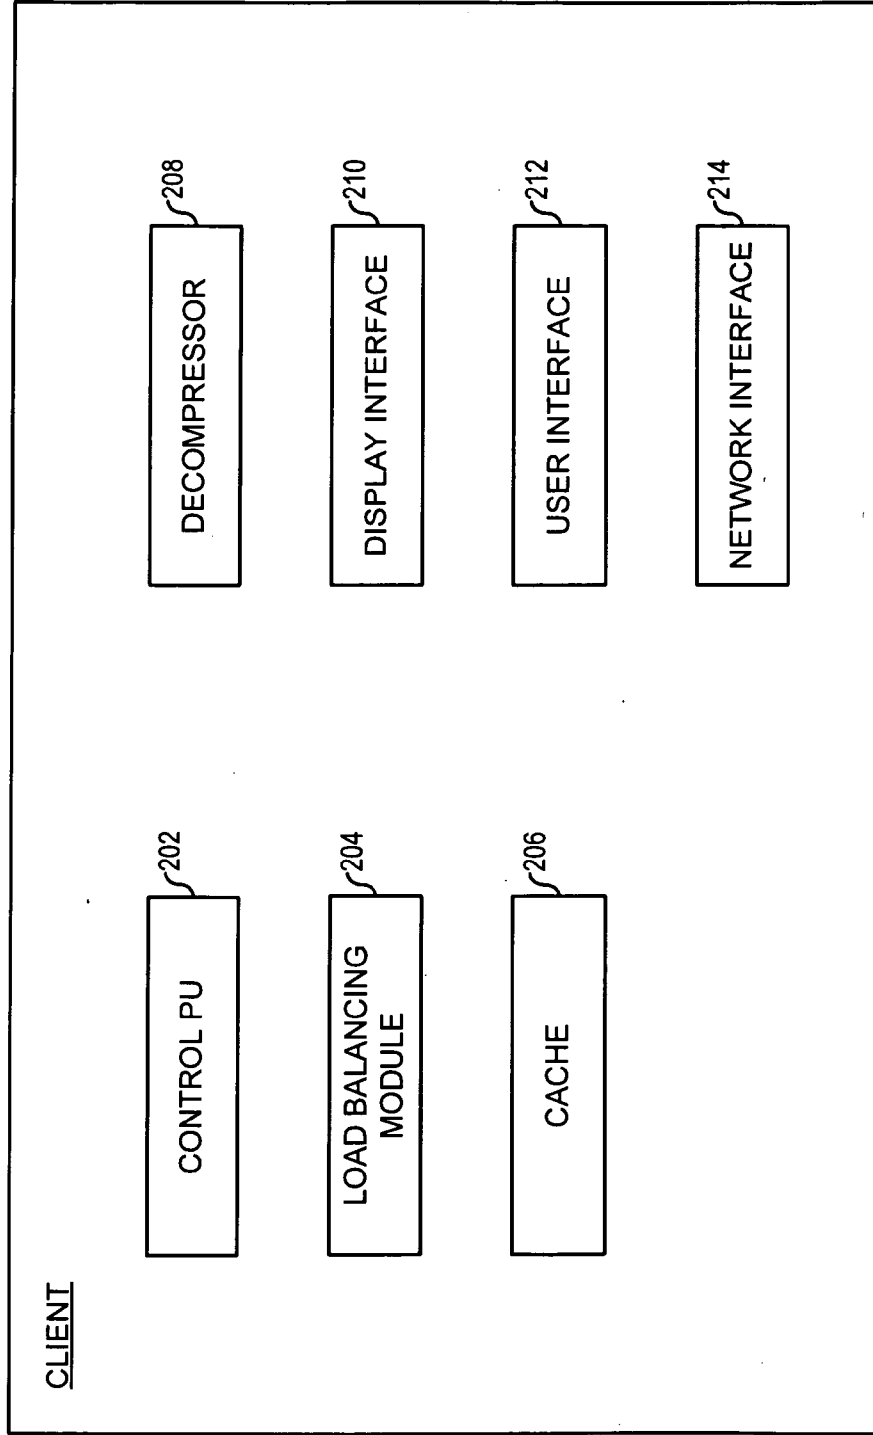 CLIENT
CONTROL PU
202
LOAD BALANCING
MODULE
204
CACHE
206
DECOMPRESSOR
208
DISPLAY INTERFACE
210
USER INTERFACE
212
NETWORK INTERFACE
214